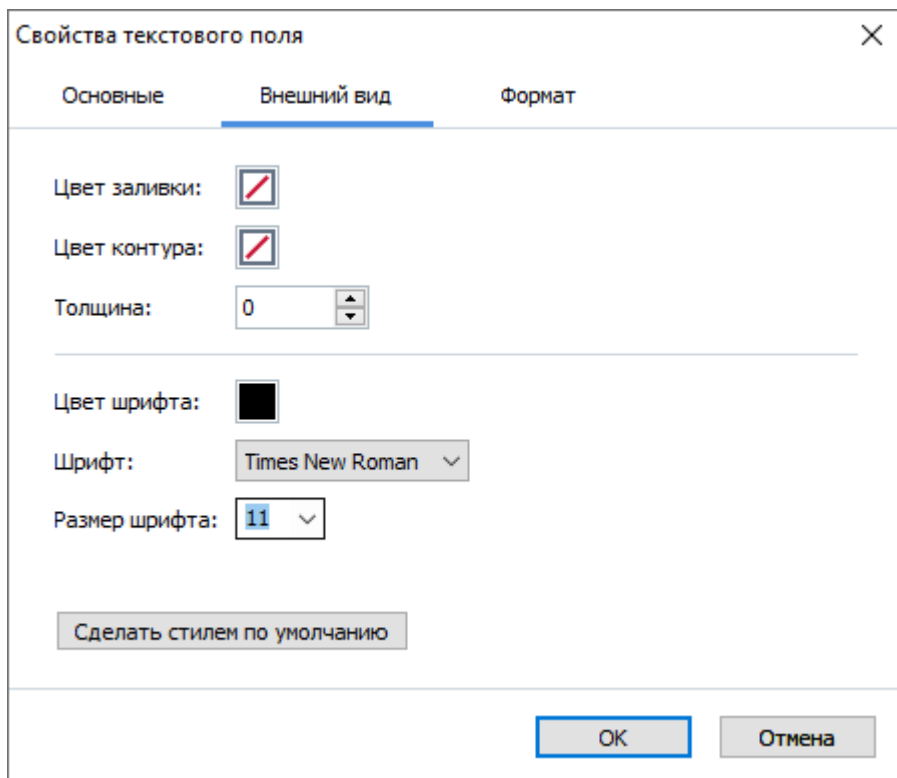 Свойства текстового поля
Основные Внешний вид Формат
Цвет заливки:
Цвет контура:
Толщина: 0
Цвет шрифта:
Шрифт: Times New Roman
Размер шрифта: 11
Сделать стилем по умолчанию
OK Отмена